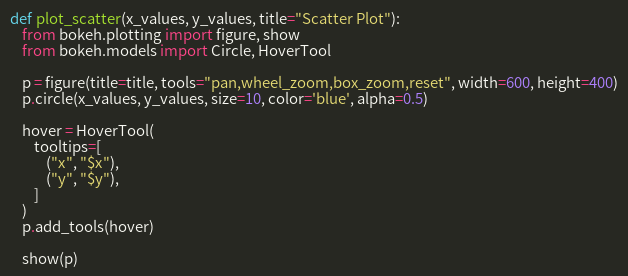 def plot_scatter(x_values, y_values, title="Scatter Plot"):
    from bokeh.plotting import figure, show
    from bokeh.models import Circle, HoverTool

    p = figure(title=title, tools="pan,wheel_zoom,box_zoom,reset", width=600, height=400)
    p.circle(x_values, y_values, size=10, color='blue', alpha=0.5)

    hover = HoverTool(
        tooltips=[
            ("x", "$x"),
            ("y", "$y"),
        ]
    )
    p.add_tools(hover)

    show(p)